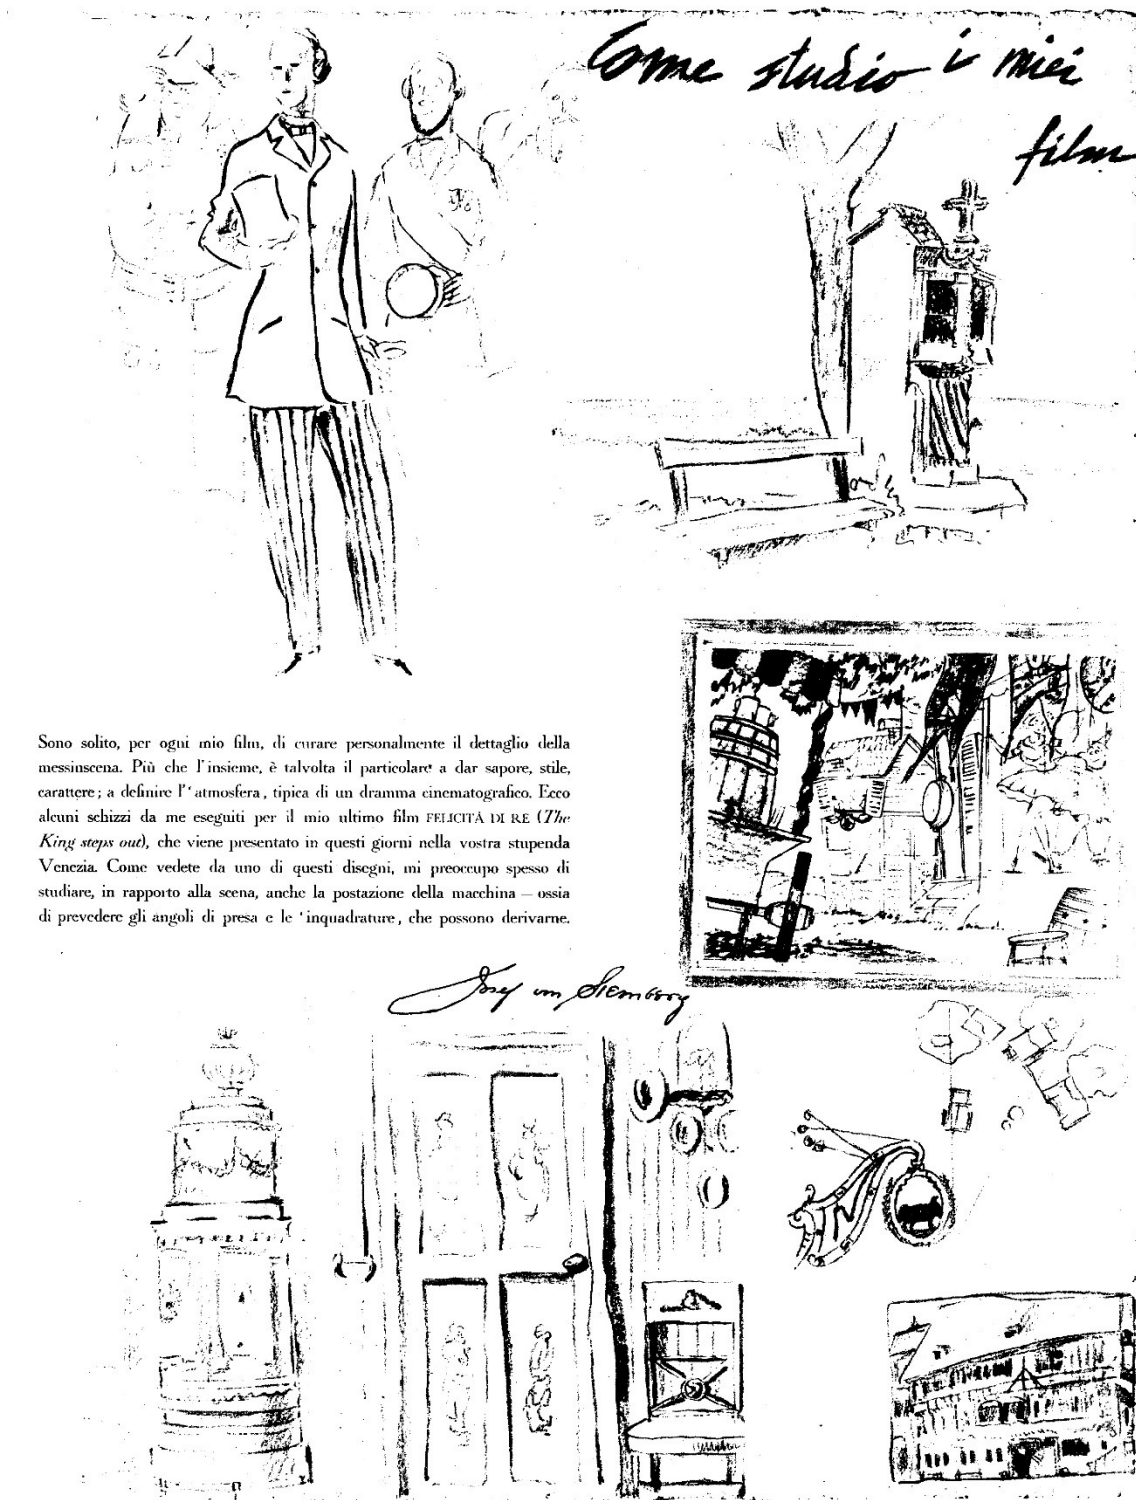 Come studio i miei
film
Sono solito, per ogni mio film, di curare personalmente il dettaglio della
messinscena. Più che l'insieme, è talvolta il particolare a dar sapore, stile,
carattere; a definire l'‘atmosfera, tipica di un dramma cinematografico. Ecco
alcuni schizzi da me eseguiti per il mio ultimo film FELICITÀ DI RE (The
King steps out), che viene presentato in questi giorni nella vostra stupenda
Venezia. Come vedete da uno di questi disegni, mi preoccupo spesso di
studiare, in rapporto alla scena, anche la postazione della macchina – ossia
di prevedere gli angoli di presa e le ‘inquadrature, che possono derivarne.
Josef von Sternberg